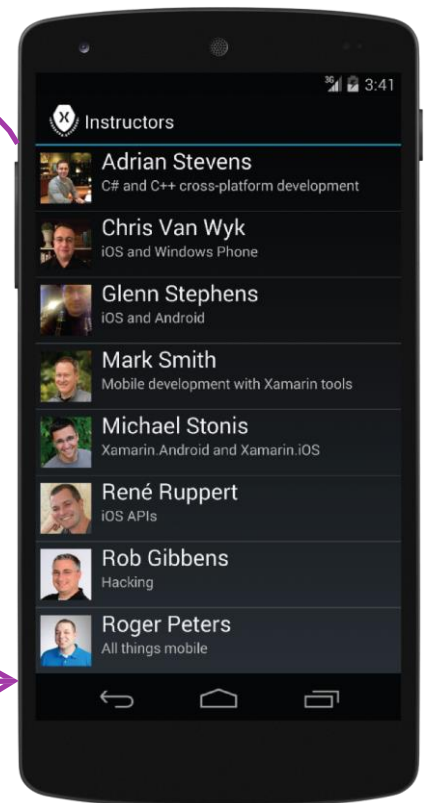 3G 3:41
X Instructors
Adrian Stevens
C# and C++ cross-platform development
Chris Van Wyk
iOS and Windows Phone
Glenn Stephens
iOS and Android
Mark Smith
Mobile development with Xamarin tools
Michael Stonis
Xamarin.Android and Xamarin.iOS
René Ruppert
iOS APIs
Rob Gibbens
Hacking
Roger Peters
All things mobile